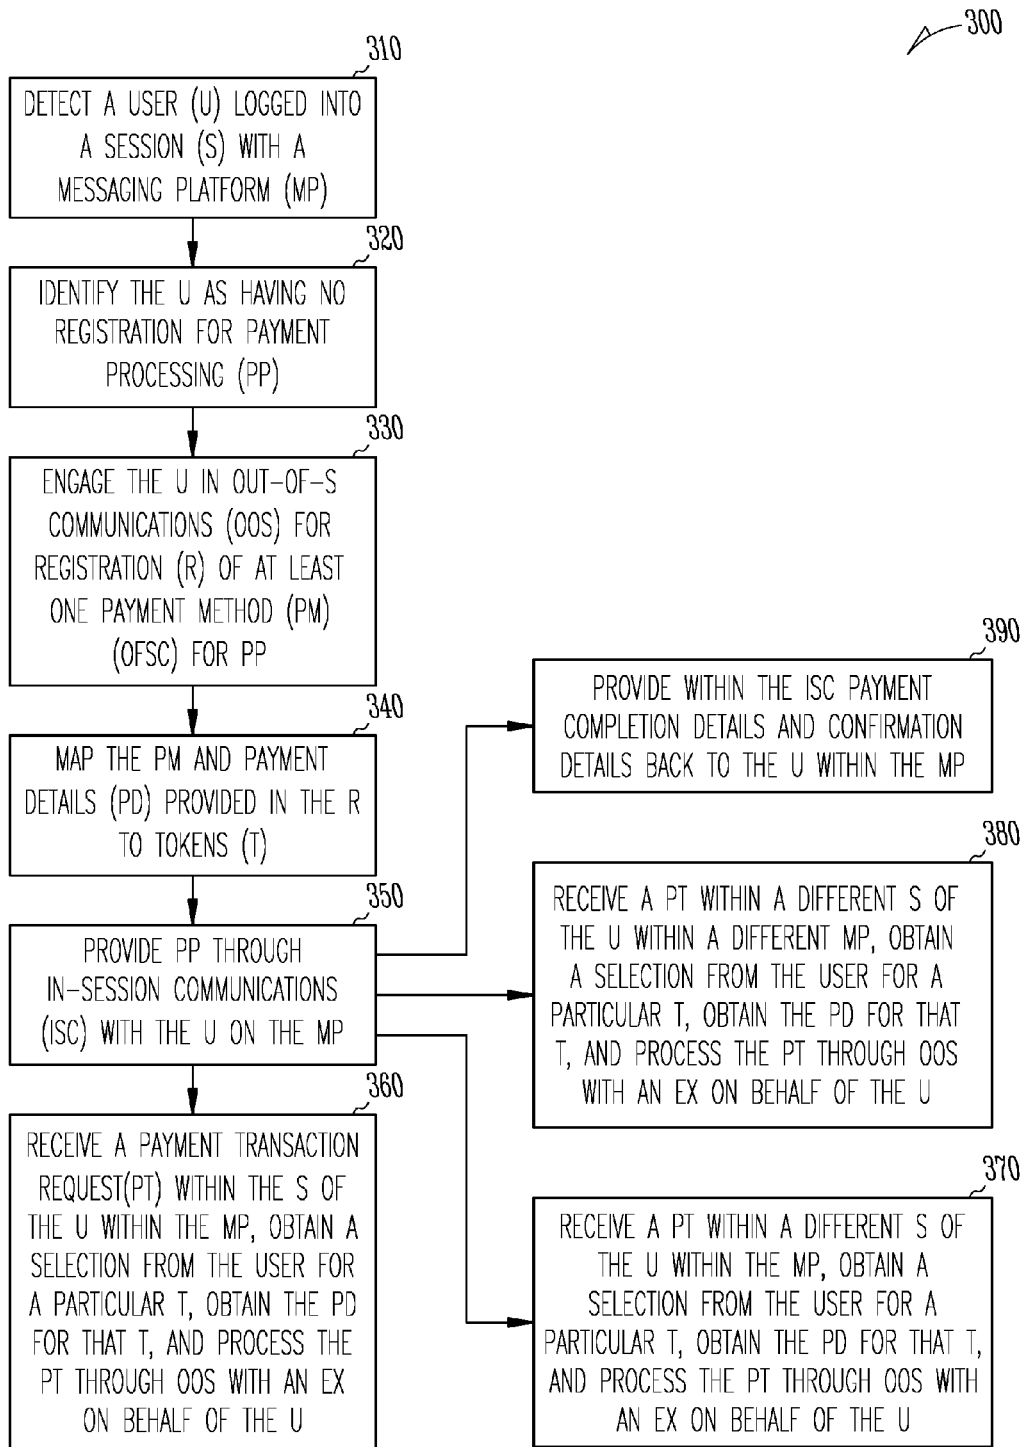 300
310
DETECT A USER (U) LOGGED INTO
A SESSION (S) WITH A
MESSAGING PLATFORM (MP)
320
IDENTIFY THE U AS HAVING NO
REGISTRATION FOR PAYMENT
PROCESSING (PP)
330
ENGAGE THE U IN OUT-OF-S
COMMUNICATIONS (OOS) FOR
REGISTRATION (R) OF AT LEAST
ONE PAYMENT METHOD (PM)
(OFSC) FOR PP
340
MAP THE PM AND PAYMENT
DETAILS (PD) PROVIDED IN THE R
TO TOKENS (T)
350
PROVIDE PP THROUGH
IN-SESSION COMMUNICATIONS
(ISC) WITH THE U ON THE MP
360
RECEIVE A PAYMENT TRANSACTION
REQUEST(PT) WITHIN THE S OF
THE U WITHIN THE MP, OBTAIN A
SELECTION FROM THE USER FOR
A PARTICULAR T, OBTAIN THE PD
FOR THAT T, AND PROCESS THE
PT THROUGH OOS WITH AN EX
ON BEHALF OF THE U
390
PROVIDE WITHIN THE ISC PAYMENT
COMPLETION DETAILS AND CONFIRMATION
DETAILS BACK TO THE U WITHIN THE MP
380
RECEIVE A PT WITHIN A DIFFERENT S OF
THE U WITHIN A DIFFERENT MP, OBTAIN
A SELECTION FROM THE USER FOR A
PARTICULAR T, OBTAIN THE PD FOR THAT
T, AND PROCESS THE PT THROUGH OOS
WITH AN EX ON BEHALF OF THE U
370
RECEIVE A PT WITHIN A DIFFERENT S OF
THE U WITHIN THE MP, OBTAIN A
SELECTION FROM THE USER FOR A
PARTICULAR T, OBTAIN THE PD FOR THAT T,
AND PROCESS THE PT THROUGH OOS WITH
AN EX ON BEHALF OF THE U